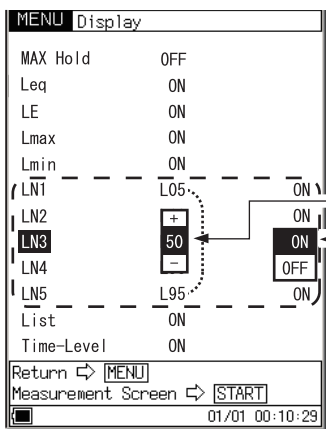 MENU Display
MAX Hold OFF
Leq ON
LE ON
Lmax ON
Lmin ON
LN1 L05 ON
LN2 + ON
LN3 50 ON
LN4 - OFF
LN5 L95 ON
List ON
Time-Level ON
Return ⇨ MENU
Measurement Screen ⇨ START
01/01 00:10:29